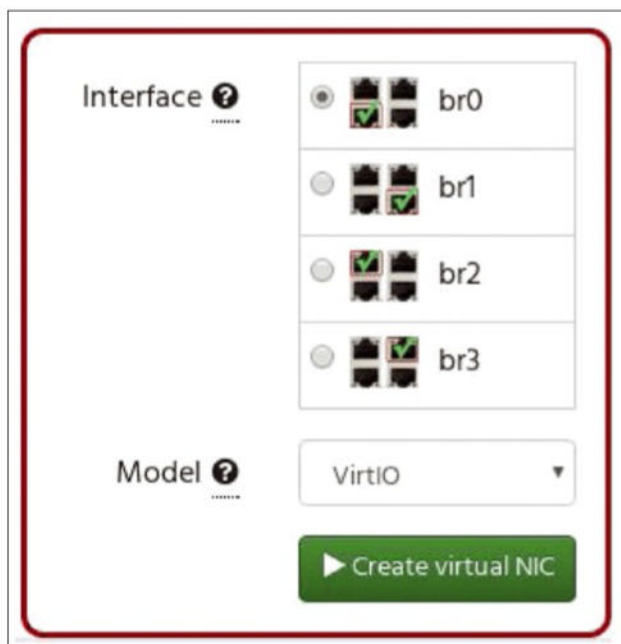 Interface ?
br0
br1
br2
br3
Model ?
VirtIO
Create virtual NIC